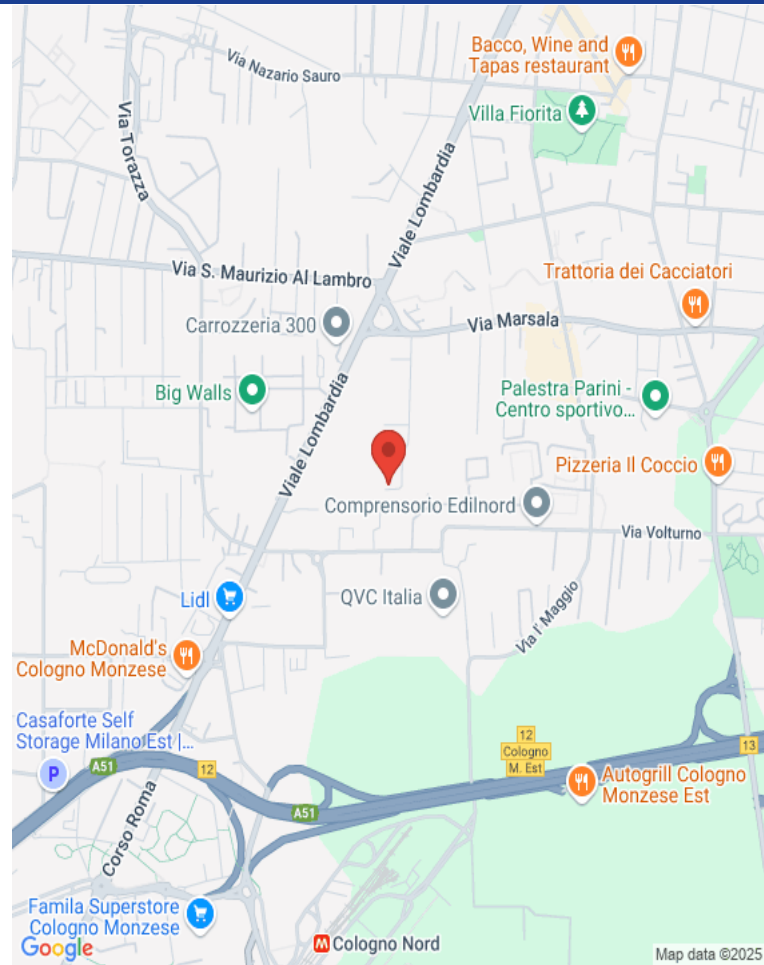 Bacco, Wine and
Tapas restaurant
Via Nazario Sauro
Villa Fiorita
Via Torazza
Viale Lombardia
Via S. Maurizio Al Lambro
Trattoria dei Cacciatori
Carrozzeria 300
Via Marsala
Big Walls
Palestra Parini -
Centro sportivo...
Viale Lombardia
Pizzeria Il Coccio
Comprensorio Edilnord
Via Volturno
Lidl
QVC Italia
Via I° Maggio
McDonald's
Cologno Monzese
Casaforte Self
Storage Milano Est |...
P
A51
12
12
Cologno
M. Est
13
Autogrill Cologno
Monzese Est
A51
Corso Roma
Famila Superstore
Cologno Monzese
M Cologno Nord
Google
Map data ©2025